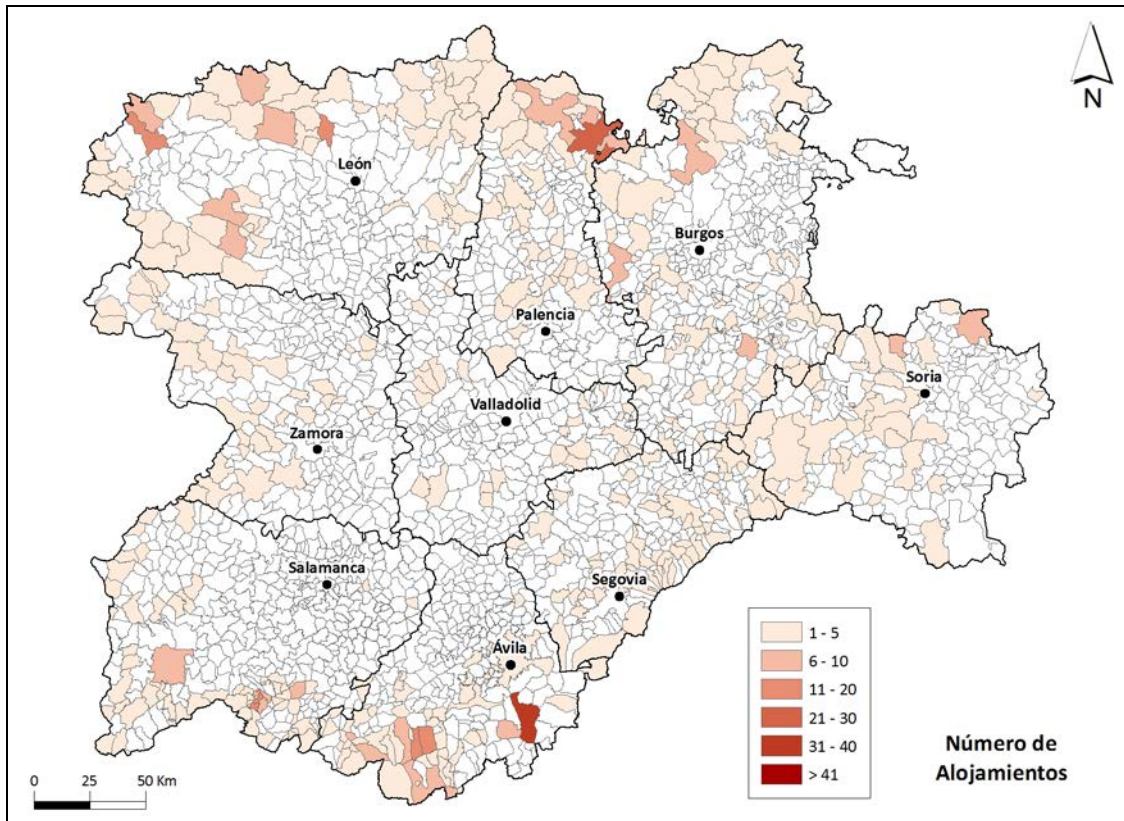 N
León
Burgos
Palencia
Soria
Valladolid
Zamora
Salamanca
Segovia
Ávila
1 - 5
6 - 10
11 - 20
21 - 30
31 - 40
> 41
Número de
Alojamientos
0 25 50 Km